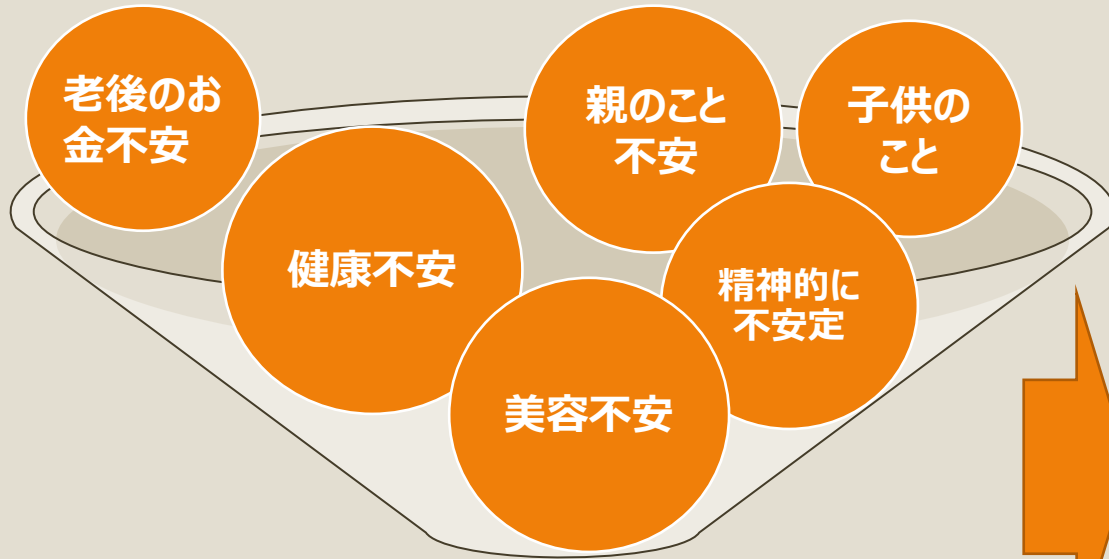 老後のお
金不安
親のこと
不安
子供の
こと
健康不安
精神的に
不安定
美容不安